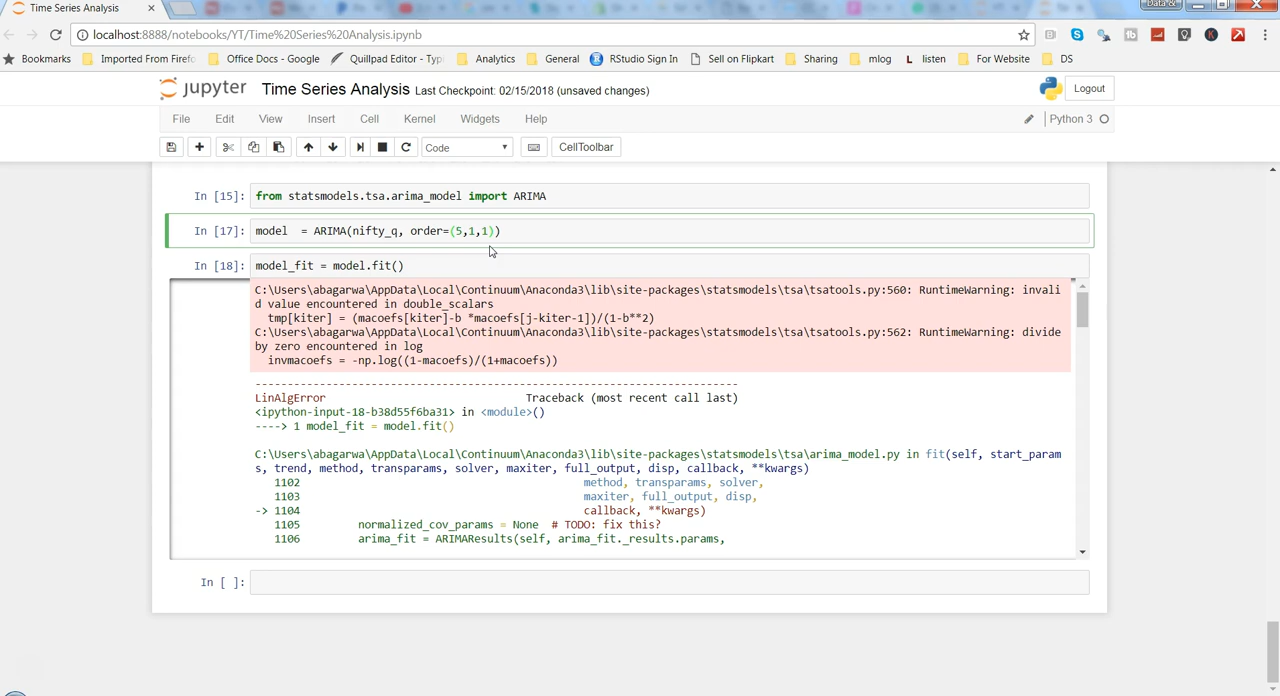 Time Series Analysis
Data &
localhost:8888/notebooks/YT/Time%20Series%20Analysis.ipynb
Bookmarks Imported From Firefo Office Docs - Google Quillpad Editor - Typi Analytics General RStudio Sign In Sell on Flipkart Sharing mlog listen For Website DS
jupyter Time Series Analysis Last Checkpoint: 02/15/2018 (unsaved changes) Logout
File Edit View Insert Cell Kernel Widgets Help Python 3
Code CellToolbar
In [15]: from statsmodels.tsa.arima_model import ARIMA
In [17]: model  = ARIMA(nifty_q, order=(5,1,1))
In [18]: model_fit = model.fit()
C:\Users\abagarwa\AppData\Local\Continuum\Anaconda3\lib\site-packages\statsmodels\tsa\tsatools.py:560: RuntimeWarning: invali
d value encountered in double_scalars
tmp[kiter] = (macoefs[kiter]-b *macoefs[j-kiter-1])/(1-b**2)
C:\Users\abagarwa\AppData\Local\Continuum\Anaconda3\lib\site-packages\statsmodels\tsa\tsatools.py:562: RuntimeWarning: divide
by zero encountered in log
invmacoefs = -np.log((1-macoefs)/(1+macoefs))
---------------------------------------------------------------------------
LinAlgError Traceback (most recent call last)
<ipython-input-18-b38d55f6ba31> in <module>()
----> 1 model_fit = model.fit()
C:\Users\abagarwa\AppData\Local\Continuum\Anaconda3\lib\site-packages\statsmodels\tsa\arima_model.py in fit(self, start_param
s, trend, method, transparams, solver, maxiter, full_output, disp, callback, **kwargs)
1102 method, transparams, solver,
1103 maxiter, full_output, disp,
-> 1104 callback, **kwargs)
1105 normalized_cov_params = None  # TODO: fix this?
1106 arima_fit = ARIMAResults(self, arima_fit._results.params,
In [ ]: